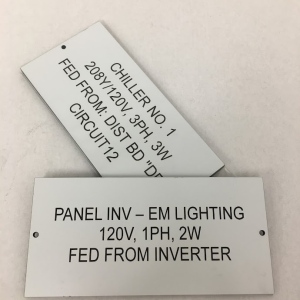 CHILLER NO. 1
208Y/120V, 3PH, 3W
FED FROM: DIST BD
CIRCUIT12
PANEL INV – EM LIGHTING
120V, 1PH, 2W
FED FROM INVERTER